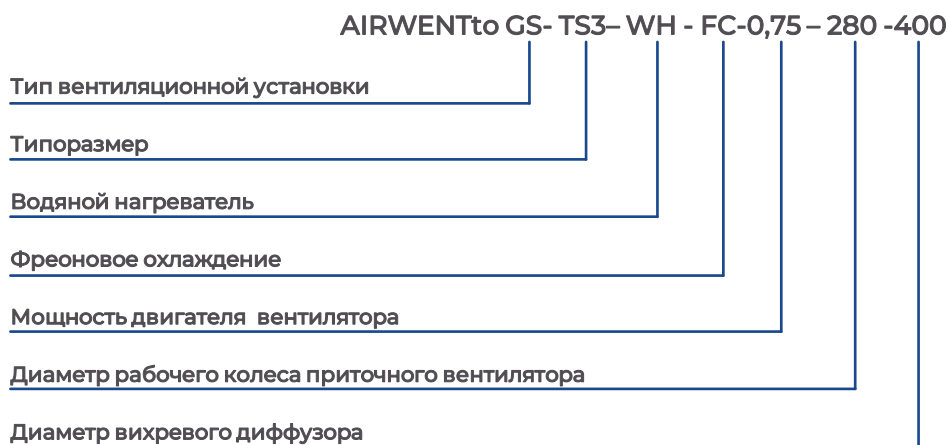 AIRWENTto GS- TS3– WH - FC-0,75 – 280 -400
Тип вентиляционной установки
Типоразмер
Водяной нагреватель
Фреоновое охлаждение
Мощность двигателя вентилятора
Диаметр рабочего колеса приточного вентилятора
Диаметр вихревого диффузора